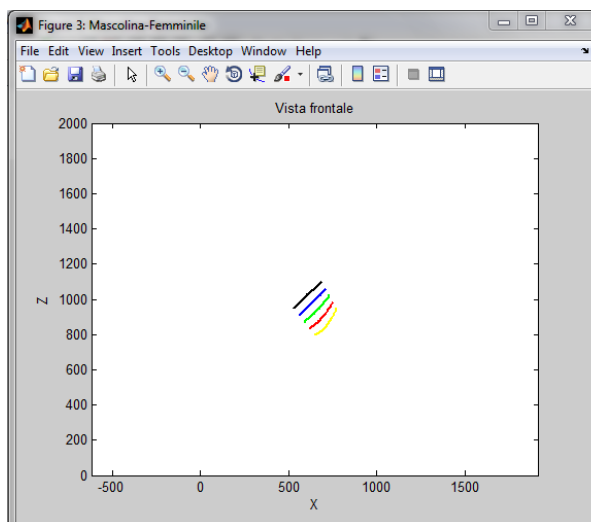 Figure 3: Mascolina-Femminile
File Edit View Insert Tools Desktop Window Help
Vista frontale
2000
1800
1600
1400
1200
1000
800
600
400
200
0
Z
-500 0 500 1000 1500
X